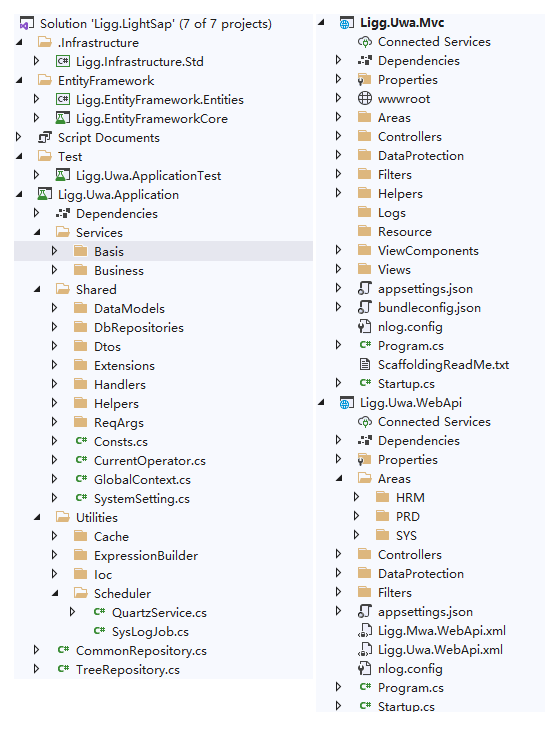 Solution 'Ligg.LightSap' (7 of 7 projects)
.Infrastructure
Ligg.Infrastructure.Std
EntityFramework
Ligg.EntityFramework.Entities
Ligg.EntityFrameworkCore
Script Documents
Test
Ligg.Uwa.ApplicationTest
Ligg.Uwa.Application
Dependencies
Services
Basis
Business
Shared
DataModels
DbRepositories
Dtos
Extensions
Handlers
Helpers
ReqArgs
C# Consts.cs
C# CurrentOperator.cs
C# GlobalContext.cs
C# SystemSetting.cs
Utilities
Cache
ExpressionBuilder
Ioc
Scheduler
C# QuartzService.cs
C# SysLogJob.cs
C# CommonRepository.cs
C# TreeRepository.cs
Ligg.Uwa.Mvc
Connected Services
Dependencies
Properties
wwwroot
Areas
Controllers
DataProtection
Filters
Helpers
Logs
Resource
ViewComponents
Views
appsettings.json
bundleconfig.json
nlog.config
C# Program.cs
ScaffoldingReadMe.txt
C# Startup.cs
Ligg.Uwa.WebApi
Connected Services
Dependencies
Properties
Areas
HRM
PRD
SYS
Controllers
DataProtection
Filters
appsettings.json
Ligg.Mwa.WebApi.xml
Ligg.Uwa.WebApi.xml
nlog.config
C# Program.cs
C# Startup.cs